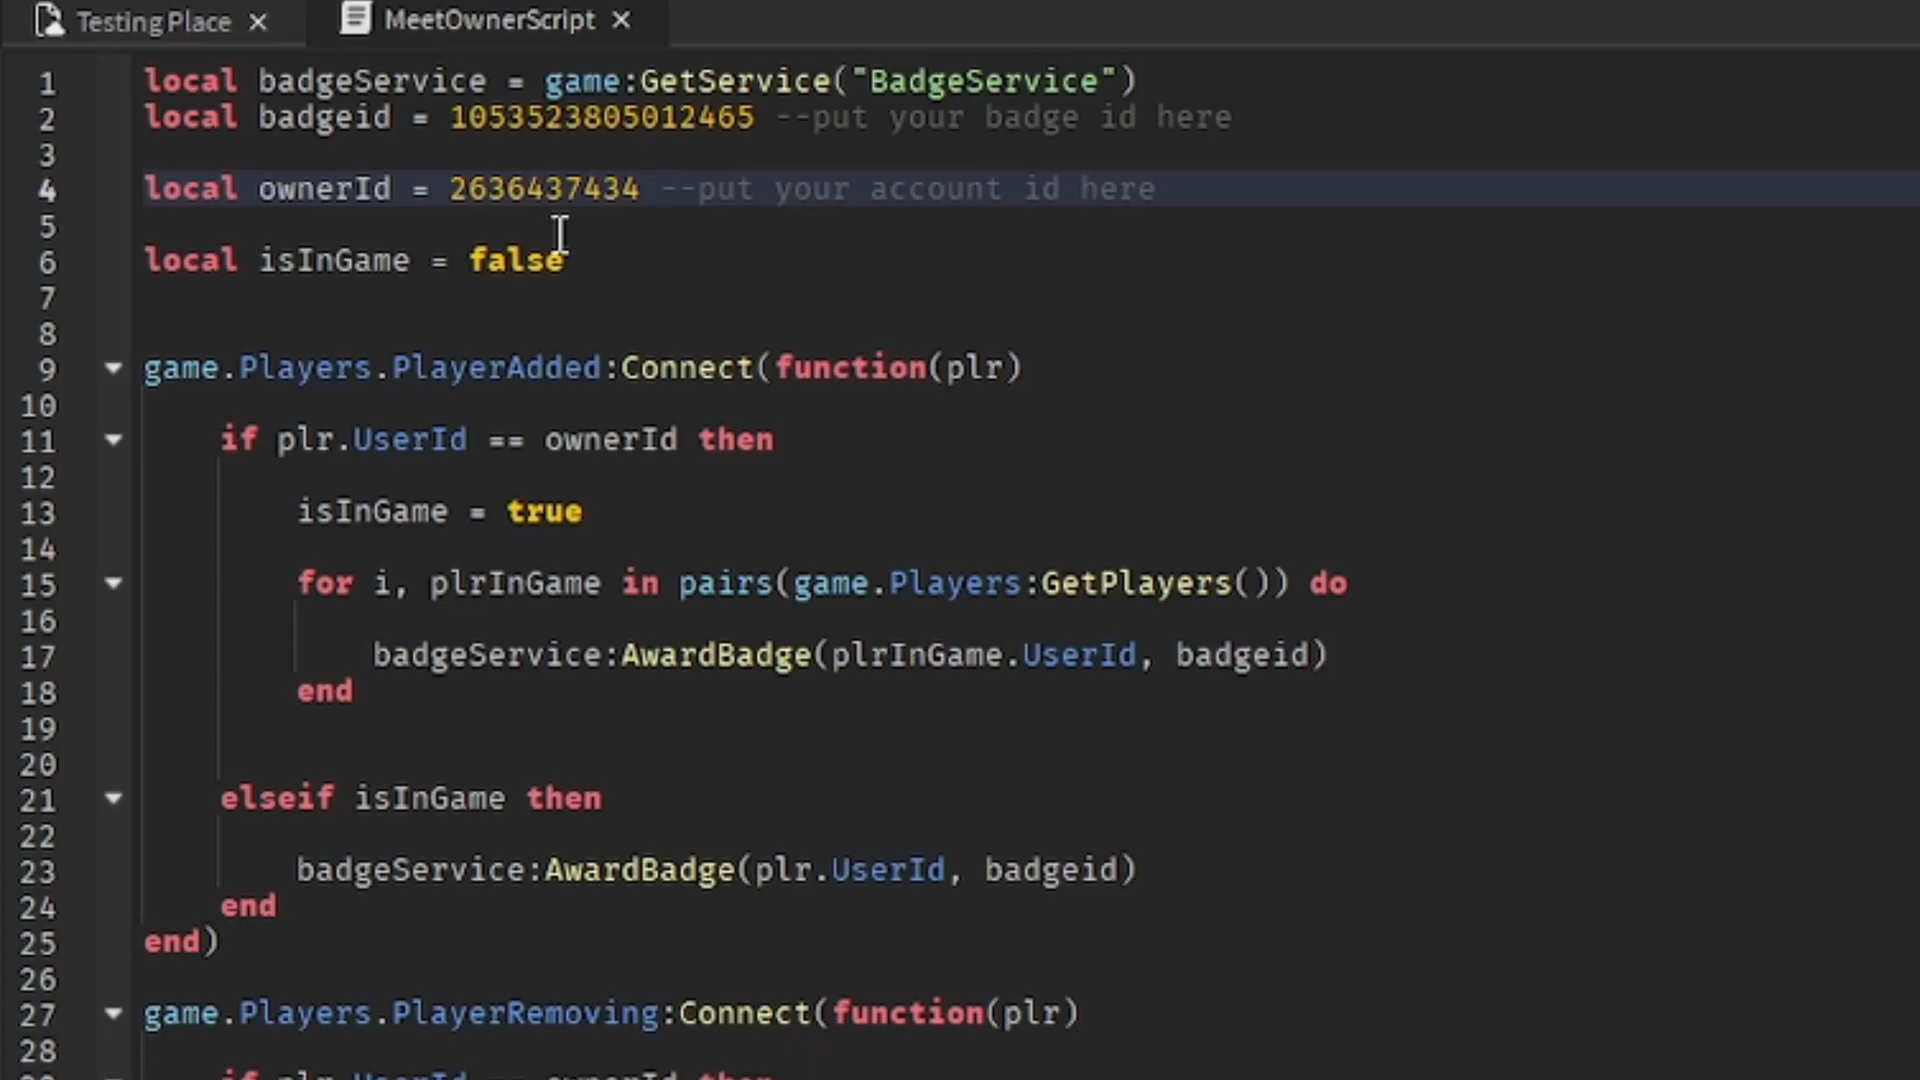 Testing Place
MeetOwnerScript
1 local badgeService = game:GetService("BadgeService")
2 local badgeid = 1053523805012465 --put your badge id here
3
4 local ownerId = 2636437434 --put your account id here
5
6 local isInGame = false
7
8
9 game.Players.PlayerAdded:Connect(function(plr)
10
11 if plr.UserId == ownerId then
12
13 isInGame = true
14
15 for i, plrInGame in pairs(game.Players:GetPlayers()) do
16
17 badgeService:AwardBadge(plrInGame.UserId, badgeid)
18 end
19
20
21 elseif isInGame then
22
23 badgeService:AwardBadge(plr.UserId, badgeid)
24 end
25 end)
26
27 game.Players.PlayerRemoving:Connect(function(plr)
28
if plr.UserId == ownerId then